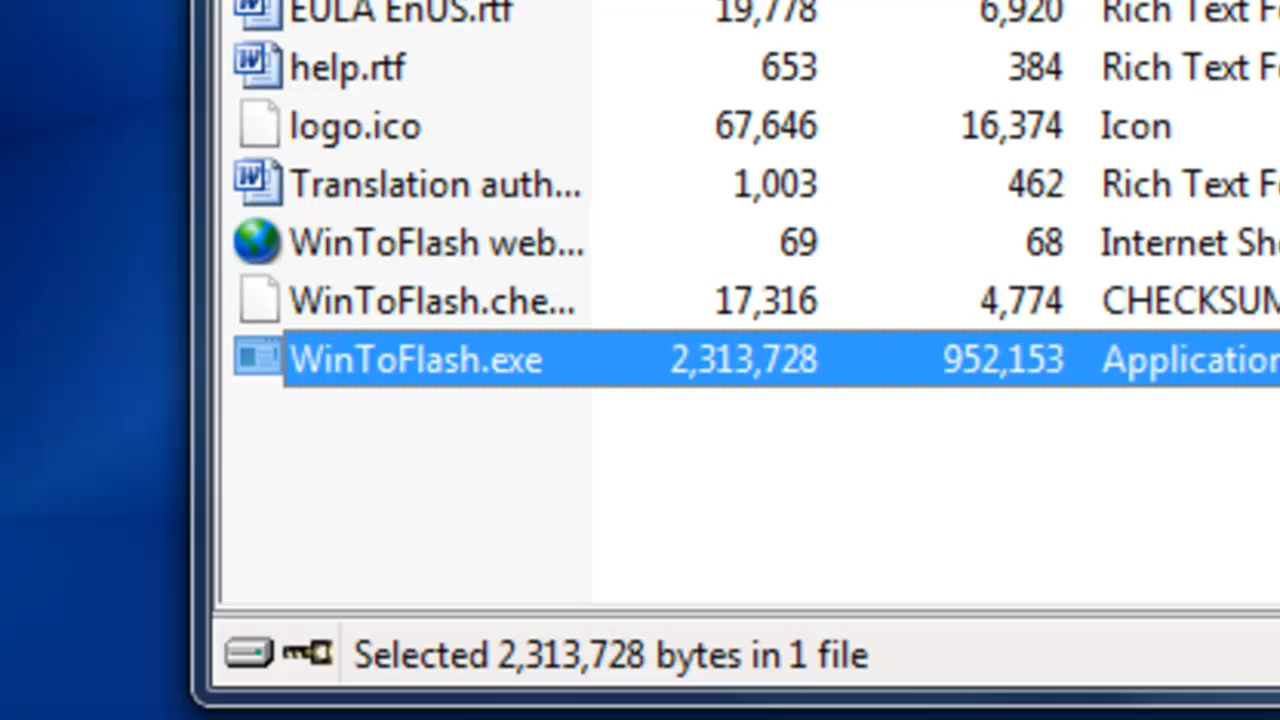 EULA EnUS.rtf 19,778 6,920 Rich Text F
help.rtf 653 384 Rich Text F
logo.ico 67,646 16,374 Icon
Translation auth... 1,003 462 Rich Text F
WinToFlash web... 69 68 Internet Sh
WinToFlash.che... 17,316 4,774 CHECKSUM
WinToFlash.exe 2,313,728 952,153 Application
Selected 2,313,728 bytes in 1 file